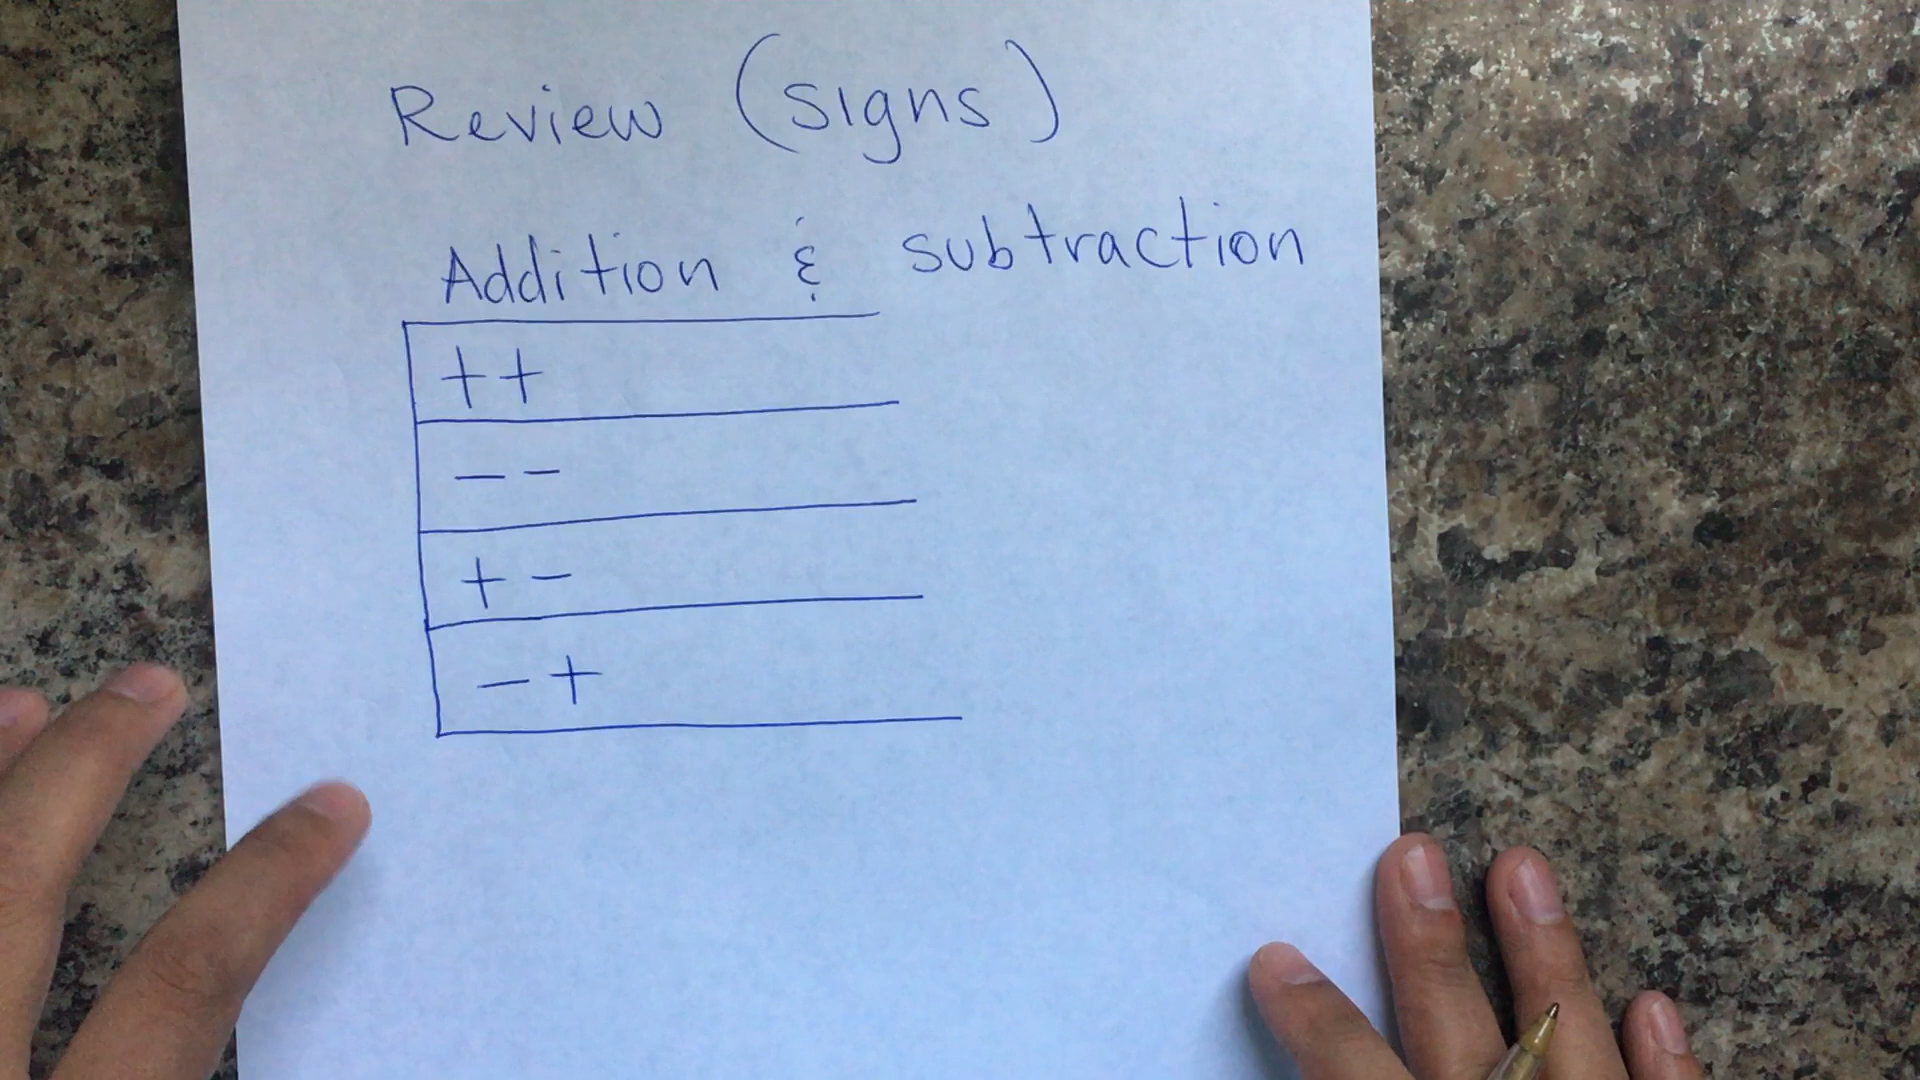 Review (signs)
Addition & subtraction
++
--
+-
-+